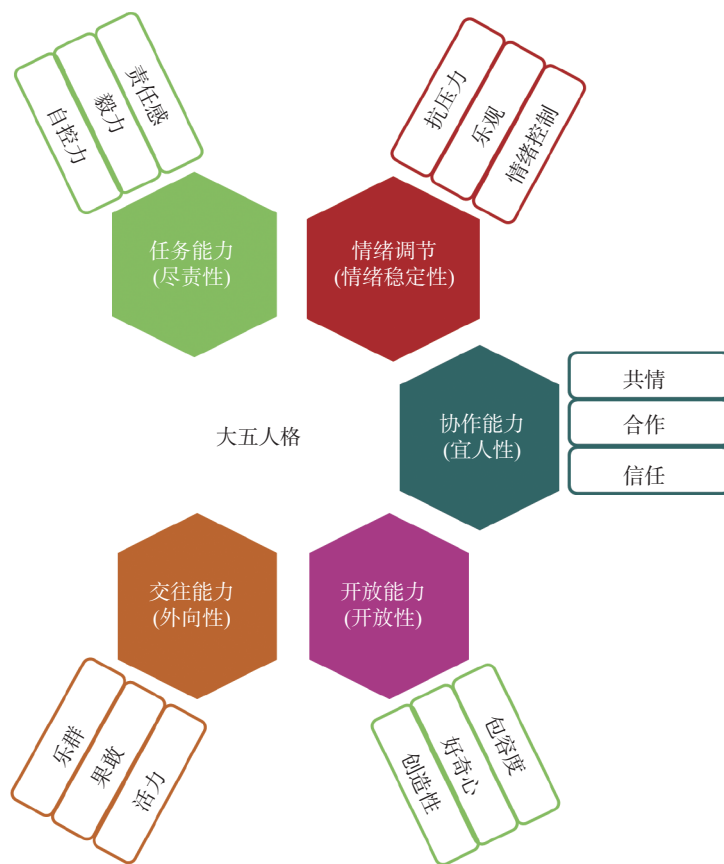 责任感
毅力
自控力
抗压力
乐观
情绪控制
任务能力
(尽责性)
情绪调节
(情绪稳定性)
共情
合作
信任
协作能力
(宜人性)
大五人格
交往能力
(外向性)
开放能力
(开放性)
乐群
果敢
活力
包容度
好奇心
创造性